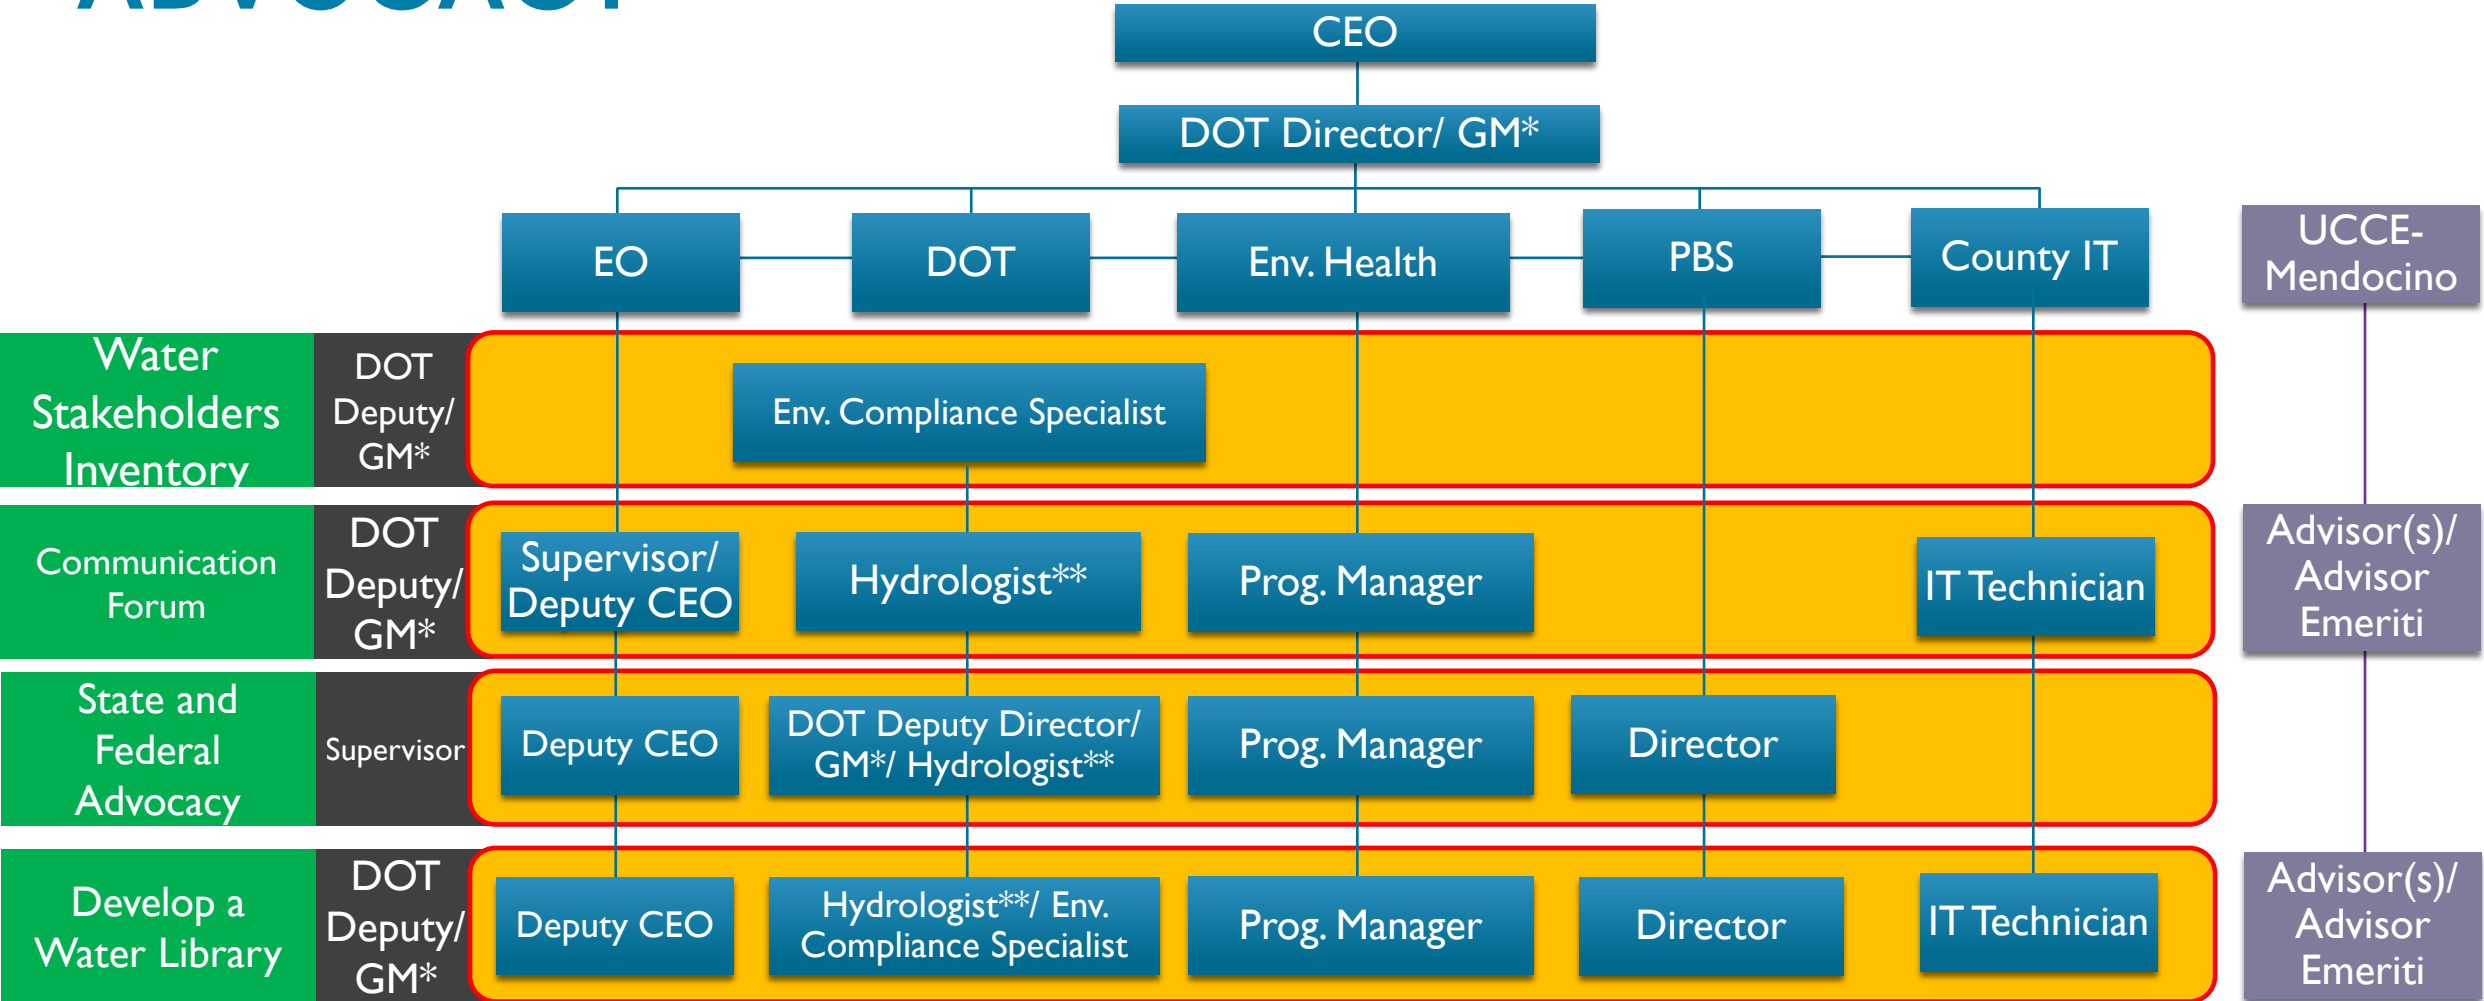 ADVOCACY
CEO
DOT Director/ GM*
EO
DOT
Env. Health
PBS
County IT
UCCE-
Mendocino
Water
Stakeholders
Inventory
DOT
Deputy/
GM*
Env. Compliance Specialist
Communication
Forum
DOT
Deputy/
GM*
Supervisor/
Deputy CEO
Hydrologist**
Prog. Manager
IT Technician
Advisor(s)/
Advisor
Emeriti
State and
Federal
Advocacy
Supervisor
Deputy CEO
DOT Deputy Director/
GM*/ Hydrologist**
Prog. Manager
Director
Develop a
Water Library
DOT
Deputy/
GM*
Deputy CEO
Hydrologist**/ Env.
Compliance Specialist
Prog. Manager
Director
IT Technician
Advisor(s)/
Advisor
Emeriti